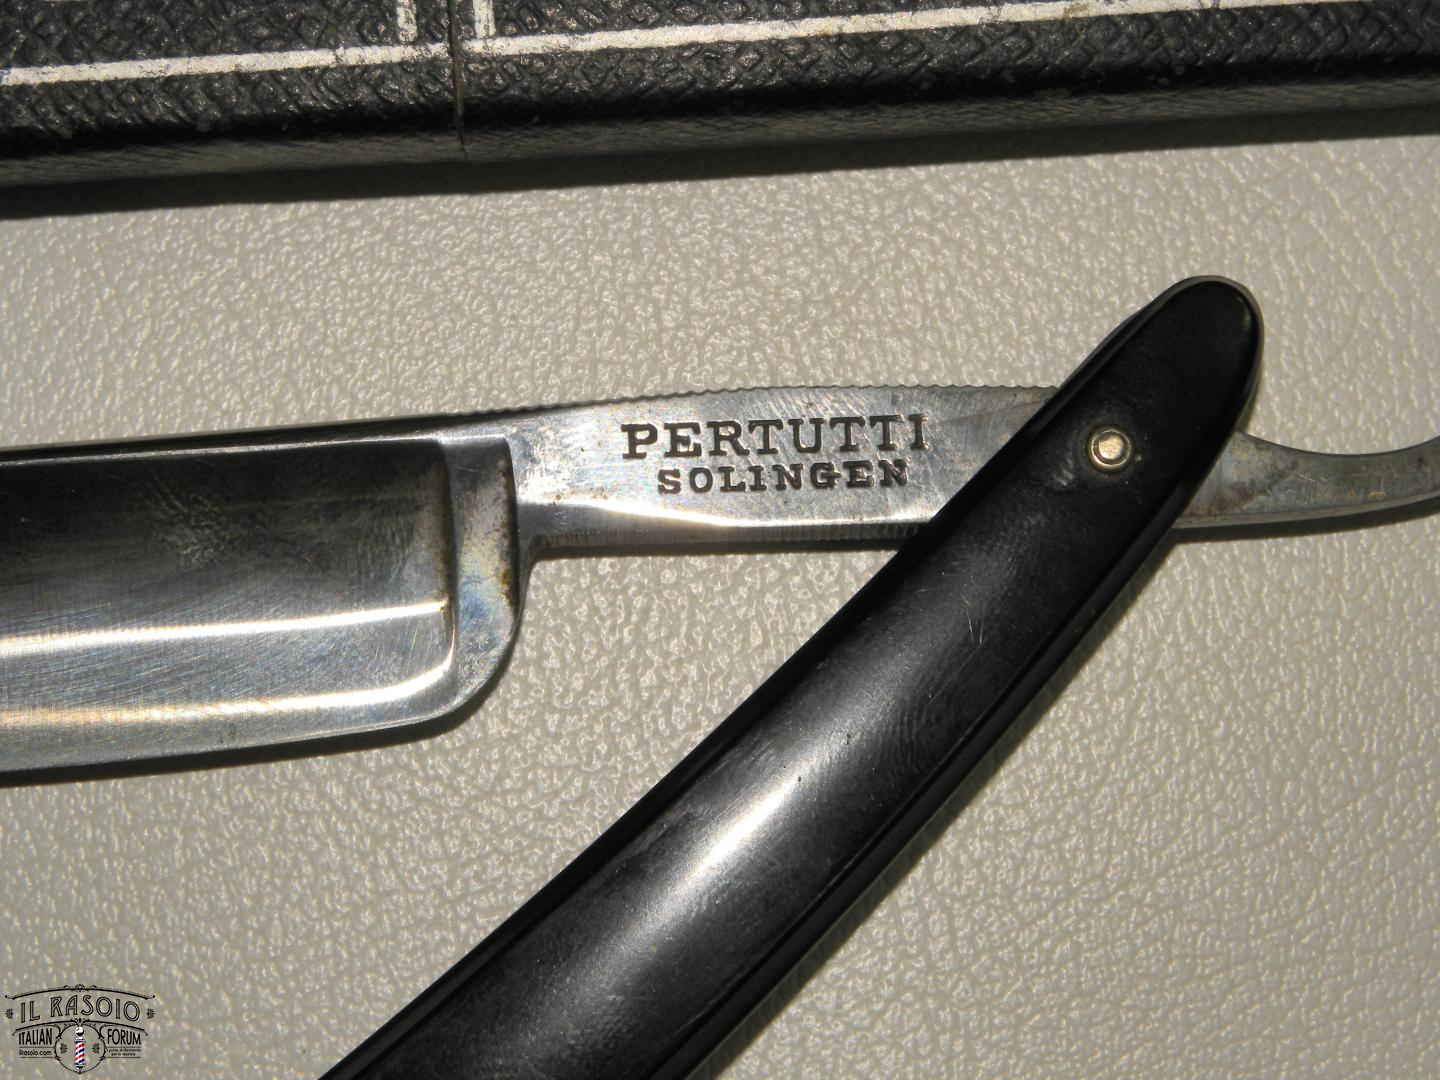 PERTUTTI
SOLINGEN
IL RASOIO
ITALIAN FORUM
ilrasoio.com